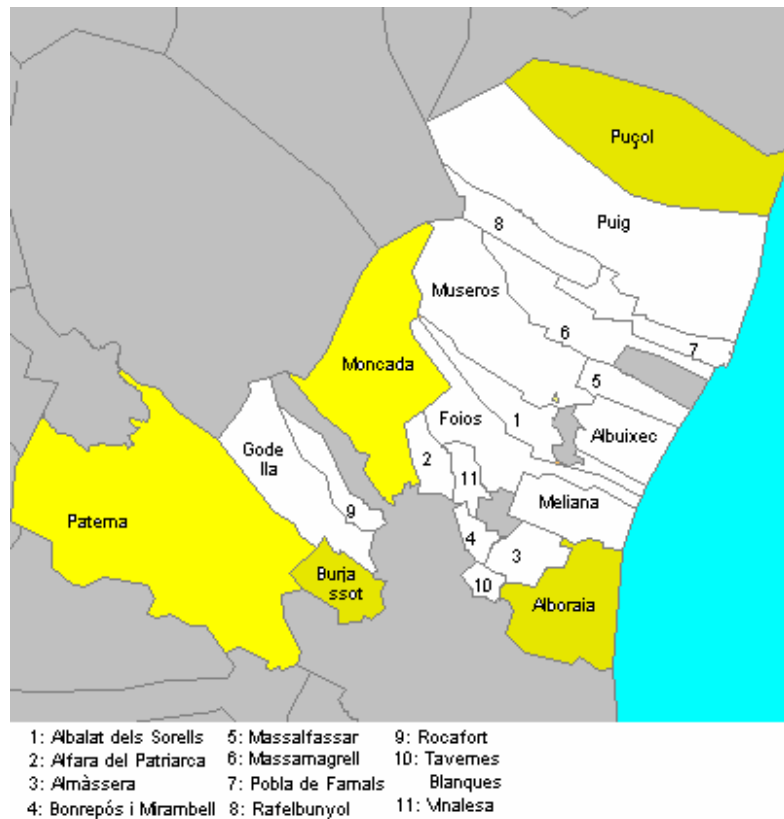 Puçol
Puig
8
Museros
6
7
Moncada
5
Foios
1
Albuixec
Gode
lla
2
11
Meliana
9
Paterna
4
3
Burja
ssot
10
Alboraia
1: Albalat dels Sorells
2: Alfara del Patriarca
3: Almàssera
4: Bonrepós i Mirambell
5: Massalfassar
6: Massamagrell
7: Pobla de Farnals
8: Rafelbunyol
9: Rocafort
10: Tavernes
Blanques
11: Vinalesa